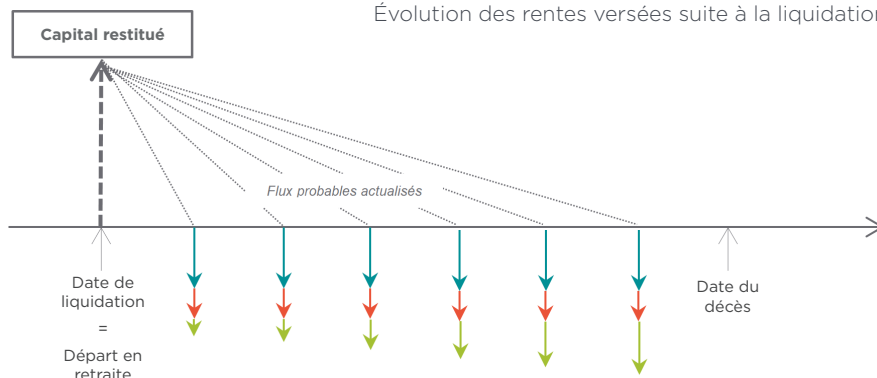 Évolution des rentes versées suite à la liquidation
Capital restitué
Flux probables actualisés
Date de
liquidation
=
Départ en
retraite
Date du
décès